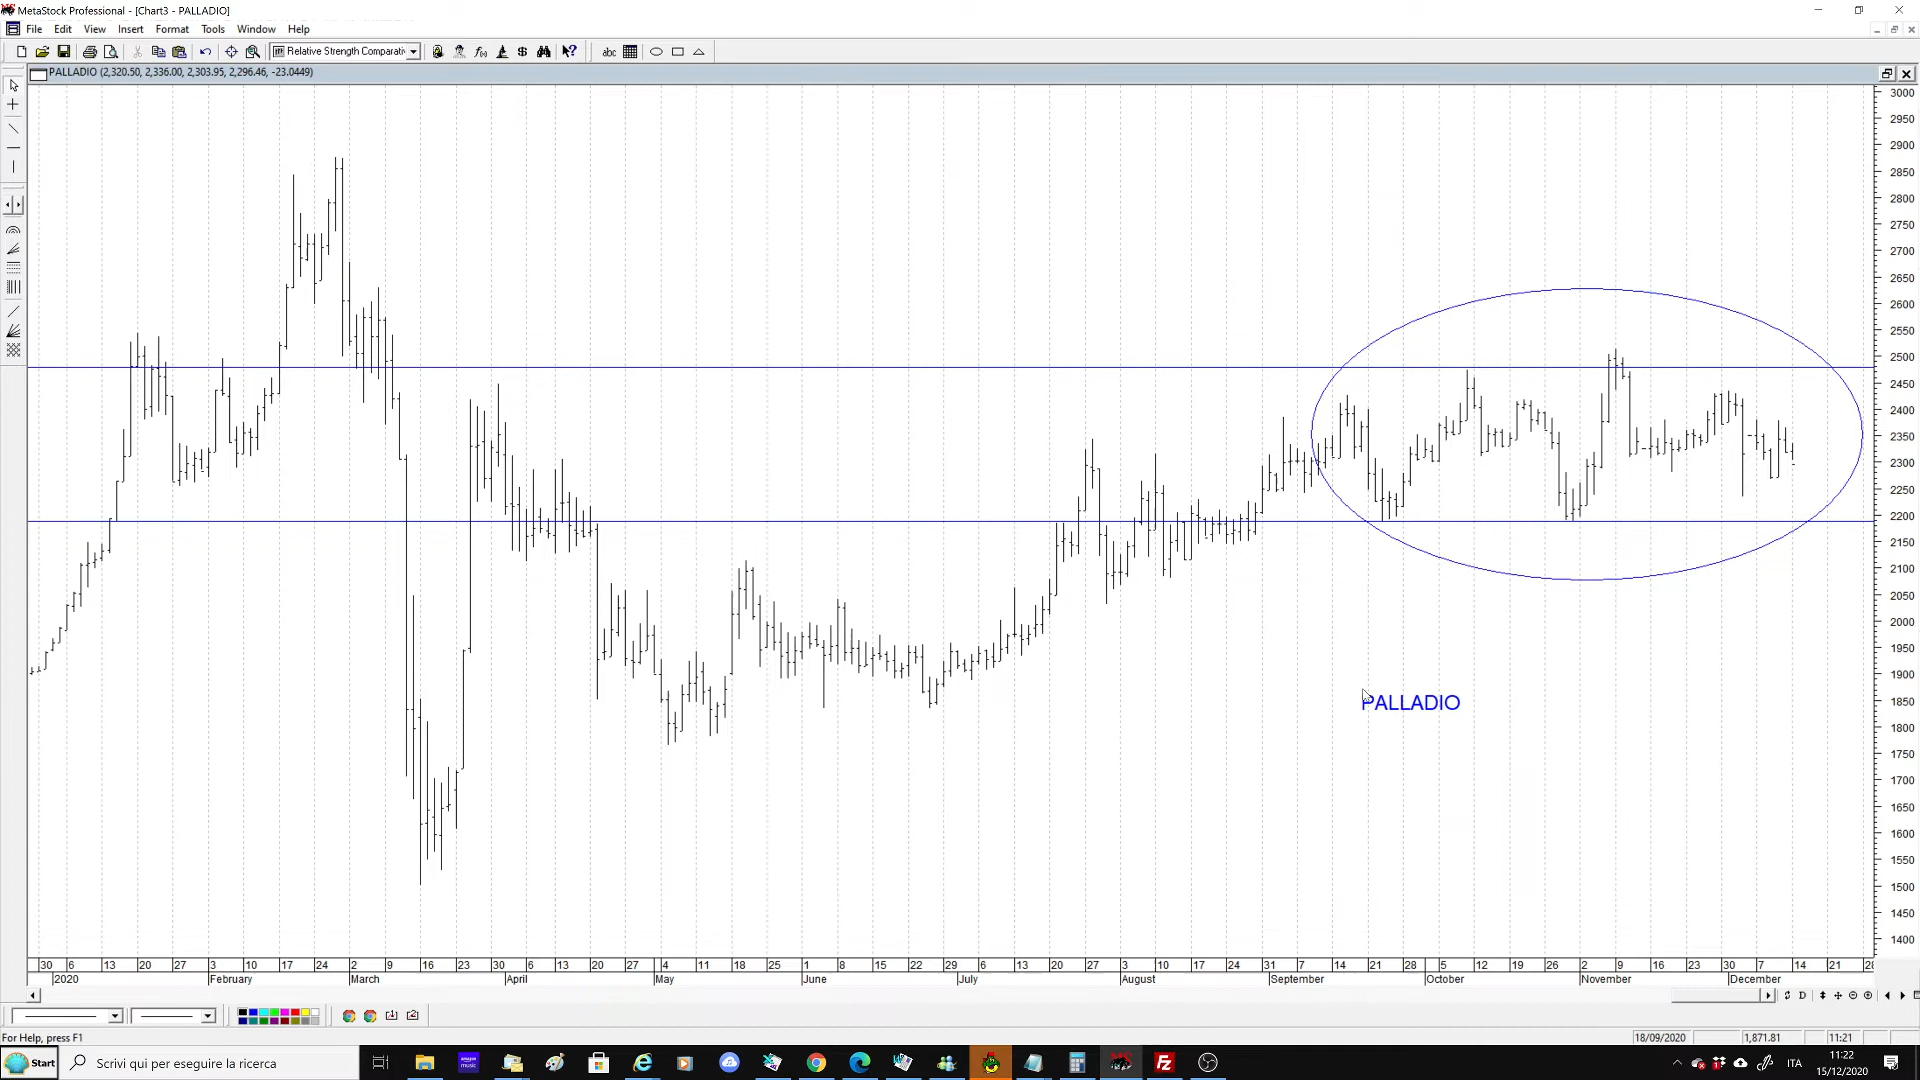 MetaStock Professional - [Chart3 - PALLADIO]
File Edit View Insert Format Tools Window Help
Relative Strength Comparativ
abc
PALLADIO (2,320.50, 2,336.00, 2,303.95, 2,296.46, -23.0449)
3000
2950
2900
2850
2800
2750
2700
2650
2600
2550
2500
2450
2400
2350
2300
2250
2200
2150
2100
2050
2000
1950
1900
1850
1800
1750
1700
1650
1600
1550
1500
1450
1400
PALLADIO
30 6 13 20 27 3 10 17 24 2 9 16 23 30 6 13 20 27 4 11 18 25 1 8 15 22 29 6 13 20 27 3 10 17 24 31 7 14 21 28 5 12 19 26 2 9 16 23 30 7 14 21 28
2020 February March April May June July August September October November December
D
For Help, press F1
18/09/2020 1,871.81 11:21
Start
Scrivi qui per eseguire la ricerca
ITA
11:22
15/12/2020